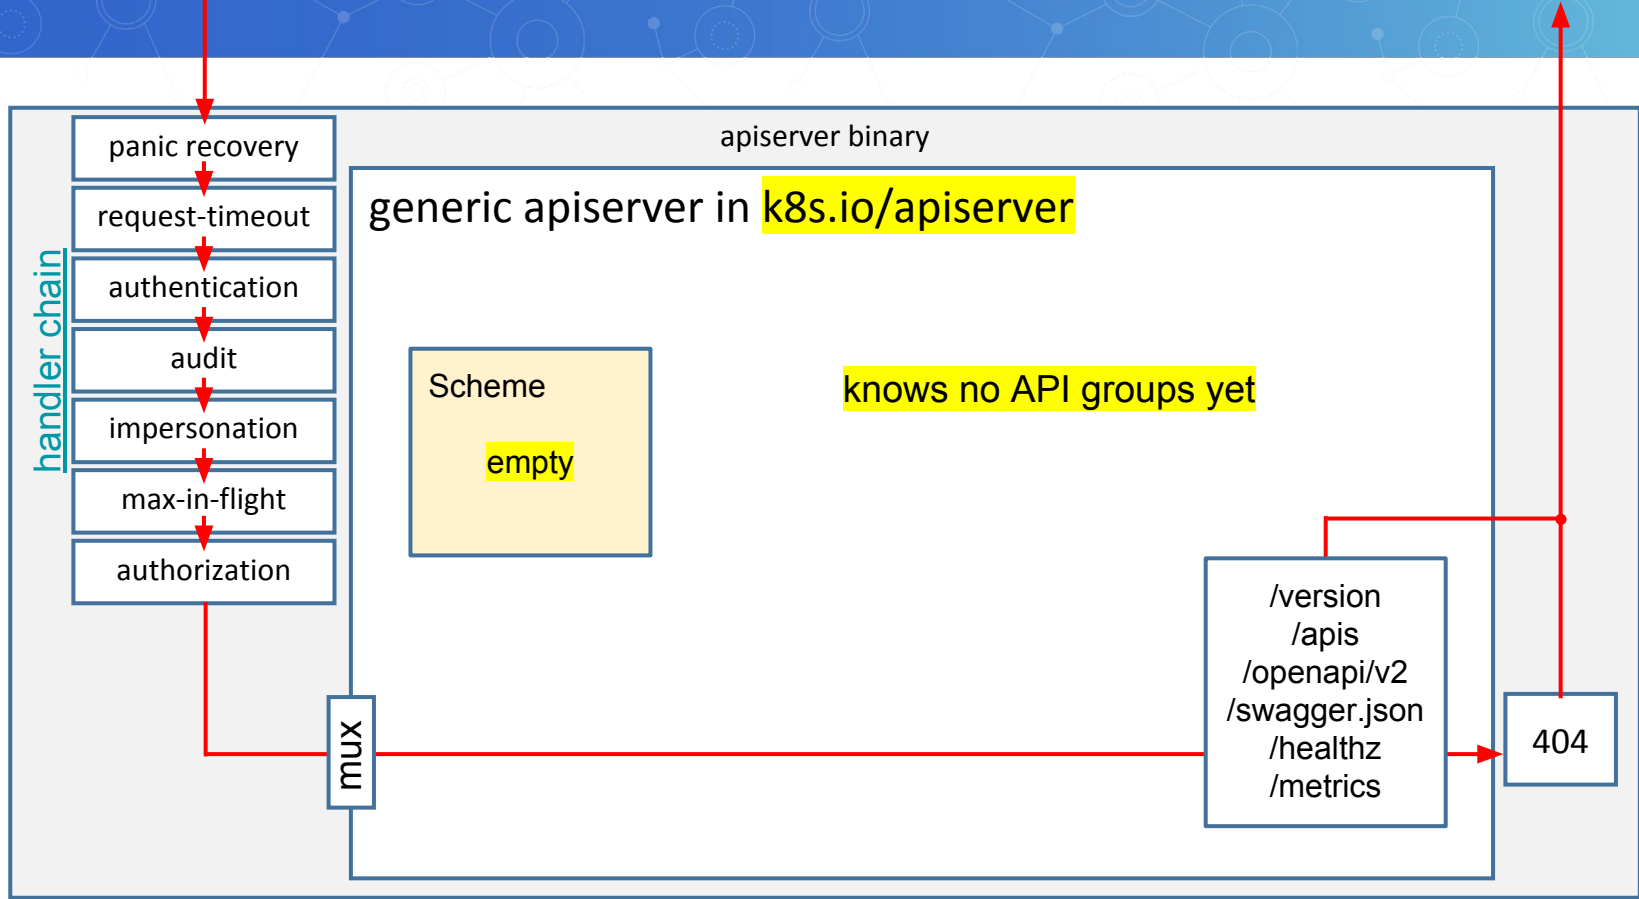 apiserver binary
handler chain
panic recovery
request-timeout
authentication
audit
impersonation
max-in-flight
authorization
generic apiserver in k8s.io/apiserver
Scheme
empty
knows no API groups yet
mux
/version
/apis
/openapi/v2
/swagger.json
/healthz
/metrics
404